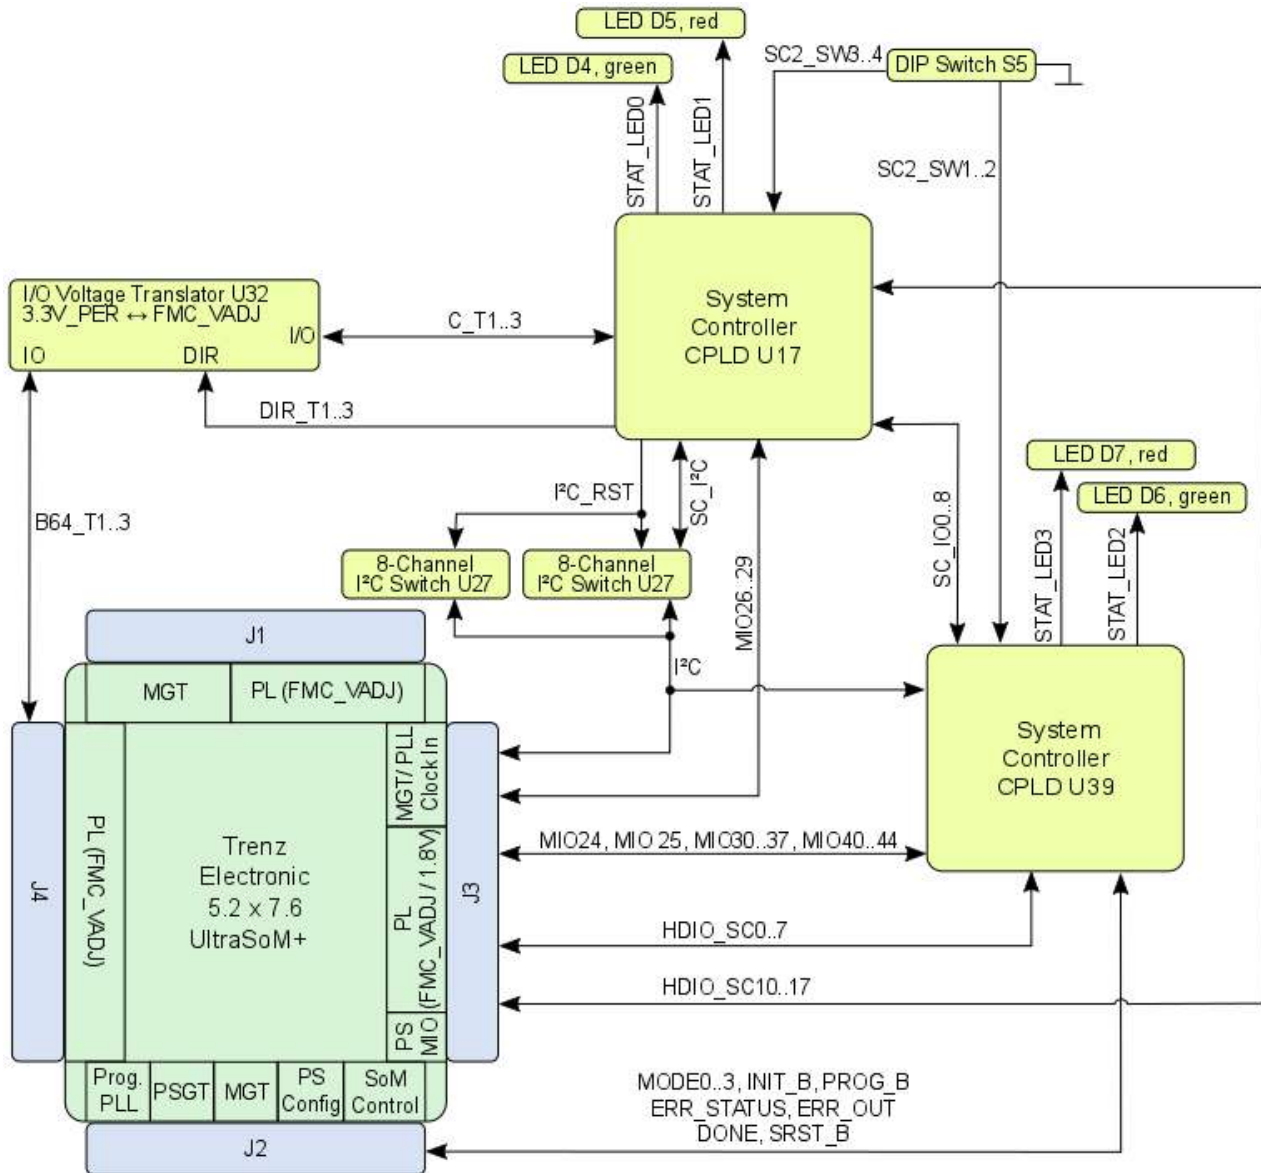 LED D5, red
LED D4, green
SC2_SW3..4
DIP Switch S5
STAT_LED0
STAT_LED1
SC2_SW1..2
I/O Voltage Translator U32
3.3V_PER ↔ FMC_VADJ
I/O
IO
DIR
C_T1..3
System
Controller
CPLD U17
DIR_T1..3
B64_T1..3
I²C_RST
SC_I²C
MIO26..29
SC_IO0..8
LED D7, red
LED D6, green
STAT_LED3
STAT_LED2
8-Channel
I²C Switch U27
8-Channel
I²C Switch U27
I²C
System
Controller
CPLD U39
J1
MGT
PL (FMC_VADJ)
J4
PL (FMC_VADJ)
Trenz
Electronic
5.2 x 7.6
UltraSoM+
MGT/ PLL
Clock In
PL
(FMC_VADJ / 1.8V)
PS
MIO
J3
MIO24, MIO 25, MIO30..37, MIO40..44
HDIO_SC0..7
HDIO_SC10..17
Prog.
PLL
PSGT
MGT
PS
Config
SoM
Control
J2
MODE0..3, INIT_B, PROG_B
ERR_STATUS, ERR_OUT
DONE, SRST_B